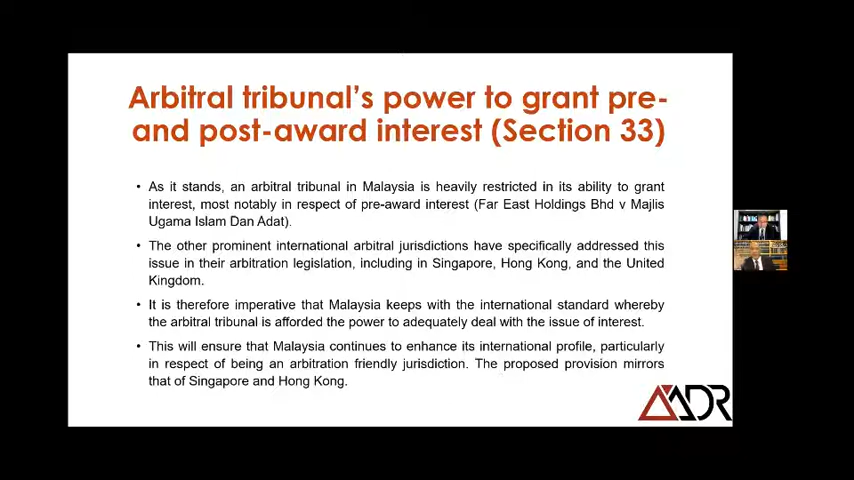 Arbitral tribunal's power to grant pre-
and post-award interest (Section 33)
• As it stands, an arbitral tribunal in Malaysia is heavily restricted in its ability to grant
interest, most notably in respect of pre-award interest (Far East Holdings Bhd v Majlis
Ugama Islam Dan Adat).
• The other prominent international arbitral jurisdictions have specifically addressed this
issue in their arbitration legislation, including in Singapore, Hong Kong, and the United
Kingdom.
• It is therefore imperative that Malaysia keeps with the international standard whereby
the arbitral tribunal is afforded the power to adequately deal with the issue of interest.
• This will ensure that Malaysia continues to enhance its international profile, particularly
in respect of being an arbitration friendly jurisdiction. The proposed provision mirrors
that of Singapore and Hong Kong.
AADR